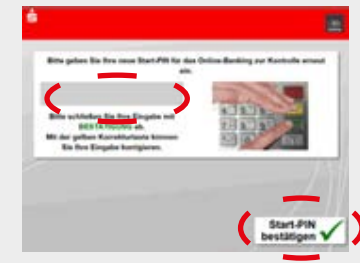 Bitte geben Sie Ihre neue Start-PIN für das Online-Banking zur Kontrolle erneut
ein.
Bitte schließen Sie Ihre Eingabe mit
BESTÄTIGUNG ab.
Mit der gelben Korrekturtaste können
Sie Ihre Eingabe korrigieren.
Start-PIN
bestätigen